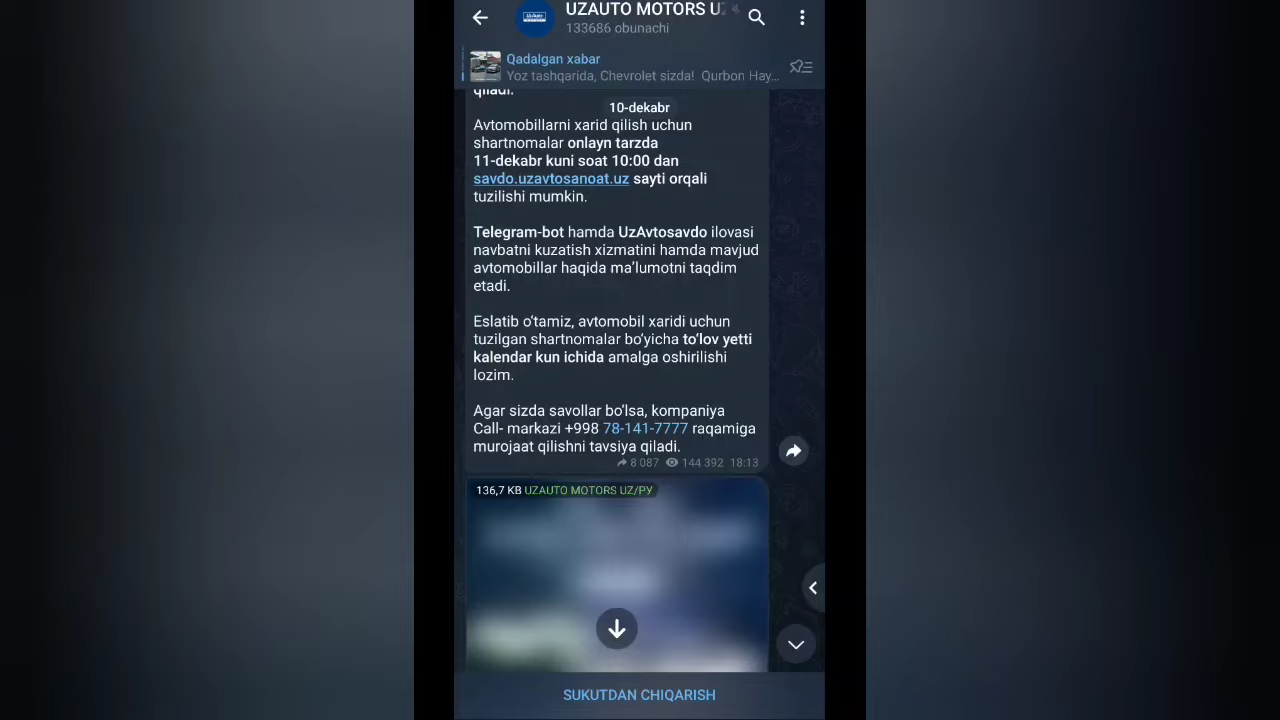 UZAUTO MOTORS UZ
133686 obunachi
Qadalgan xabar
Yoz tashqarida, Chevrolet sizda! Qurbon Hay...
qiladi.
10-dekabr
Avtomobillarni xarid qilish uchun
shartnomalar onlayn tarzda
11-dekabr kuni soat 10:00 dan
savdo.uzavtosanoat.uz sayti orqali
tuzilishi mumkin.
Telegram-bot hamda UzAvtosavdo ilovasi
navbatni kuzatish xizmatini hamda mavjud
avtomobillar haqida ma’lumotni taqdim
etadi.
Eslatib o‘tamiz, avtomobil xaridi uchun
tuzilgan shartnomalar bo‘yicha to‘lov yetti
kalendar kun ichida amalga oshirilishi
lozim.
Agar sizda savollar bo‘lsa, kompaniya
Call- markazi +998 78-141-7777 raqamiga
murojaat qilishni tavsiya qiladi.
8 087 144 392 18:13
136,7 KB UZAUTO MOTORS UZ/РУ
SUKUTDAN CHIQARISH